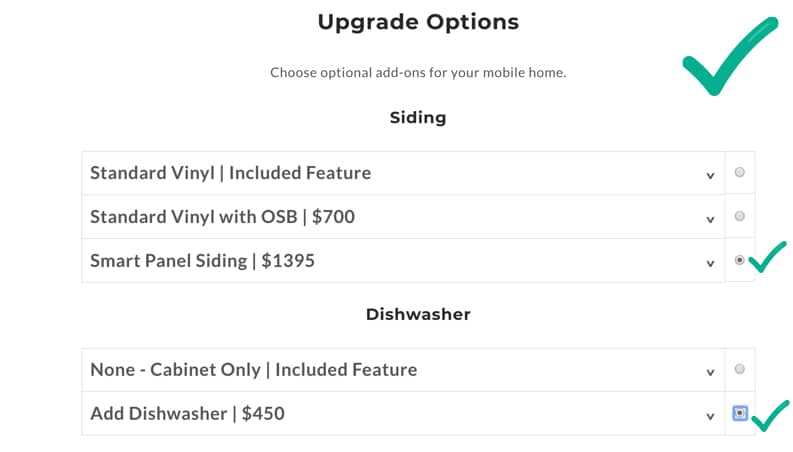 Upgrade Options
Choose optional add-ons for your mobile home.
Siding
Standard Vinyl | Included Feature
Standard Vinyl with OSB | $700
Smart Panel Siding | $1395
Dishwasher
None - Cabinet Only | Included Feature
Add Dishwasher | $450